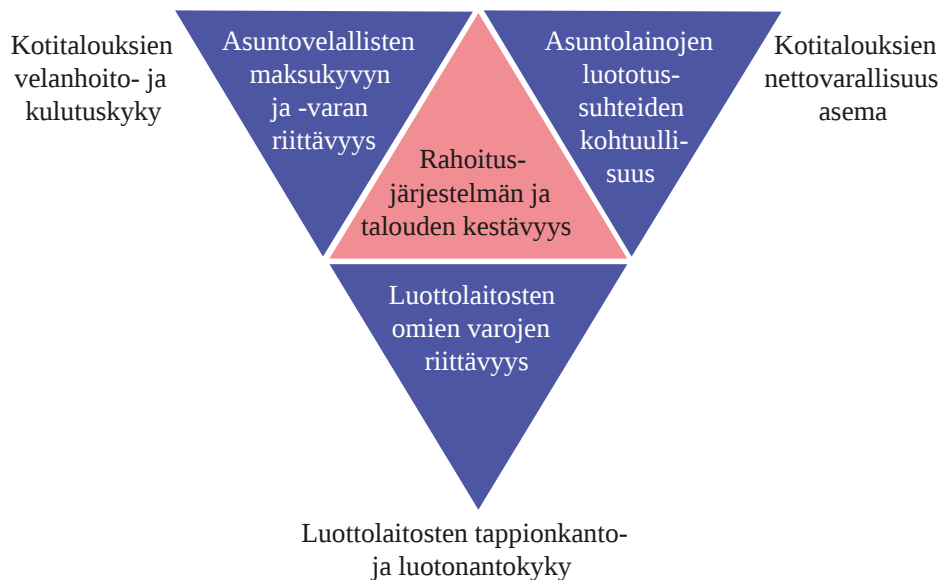 Kotitalouksien
velanhoito- ja
kulutuskyky
Asuntovelallisten
maksukyvyn
ja -varan
riittävyys
Asuntolainojen
luototus-
suhteiden
kohtuulli-
suus
Kotitalouksien
nettovarallisuus
asema
Rahoitus-
järjestelmän ja
talouden kestävyys
Luottolaitosten
omien varojen
riittävyys
Luottolaitosten tappionkanto-
ja luotonantokyky